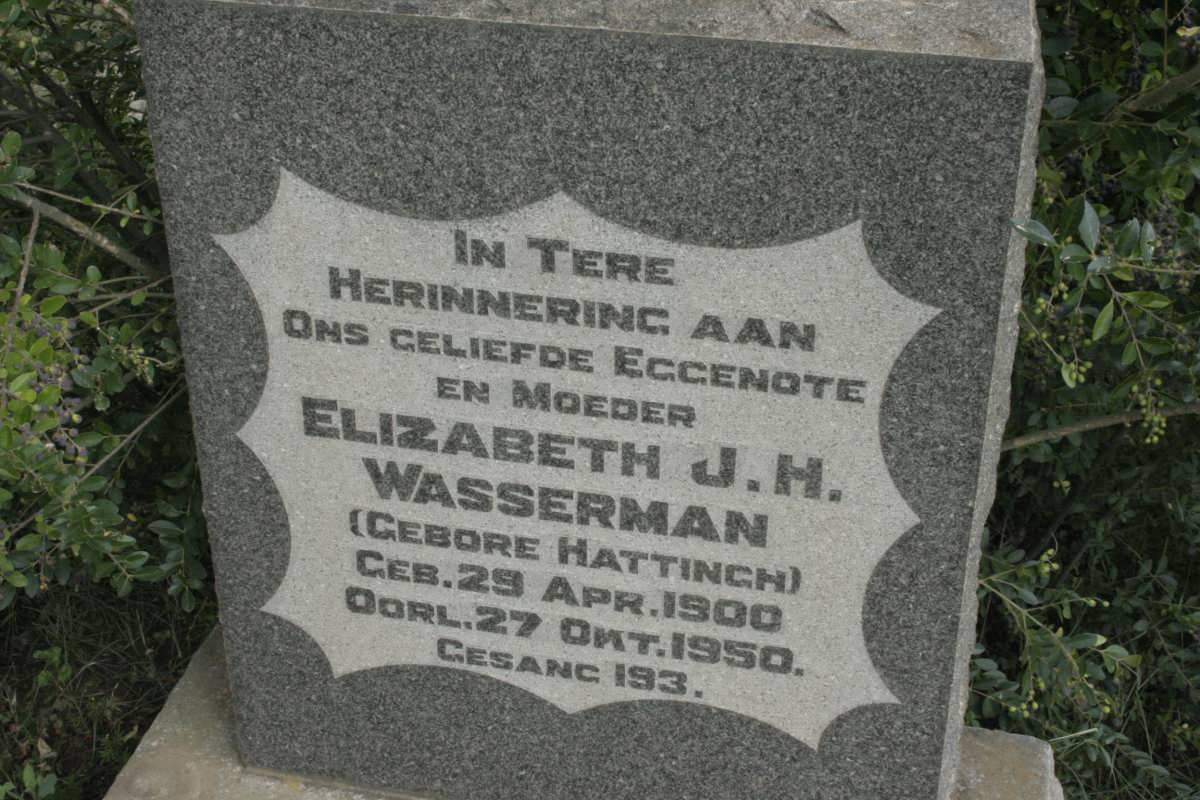 In Tere
Herinnering aan
Ons geliefde Eggenote
en Moeder
Elizabeth J.H.
Wasserman
(Gebore Hattingh)
Geb. 29 Apr. 1900
Oorl. 27 Okt. 1950.
Gesang 193.